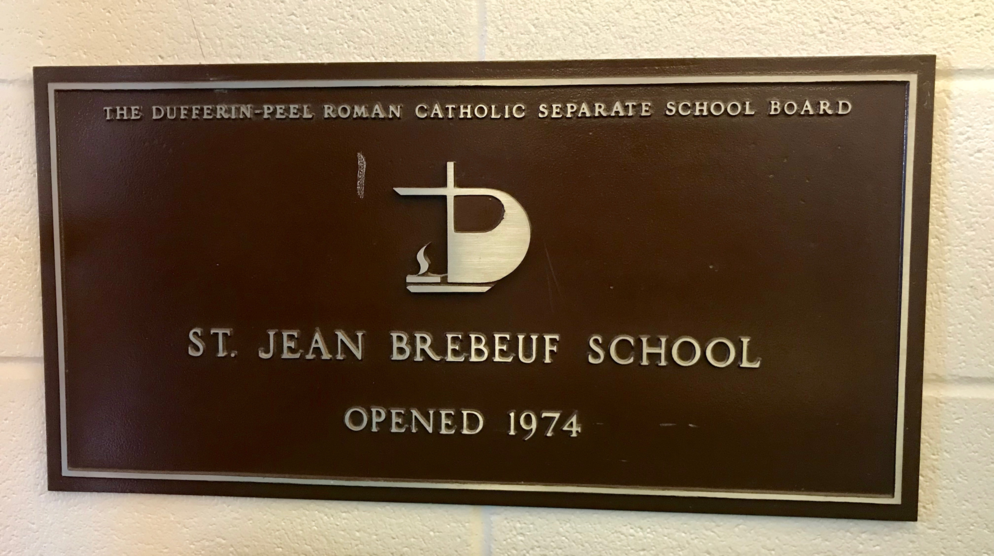 THE DUFFERIN-PEEL ROMAN CATHOLIC SEPARATE SCHOOL BOARD
ST. JEAN BREBEUF SCHOOL
OPENED 1974